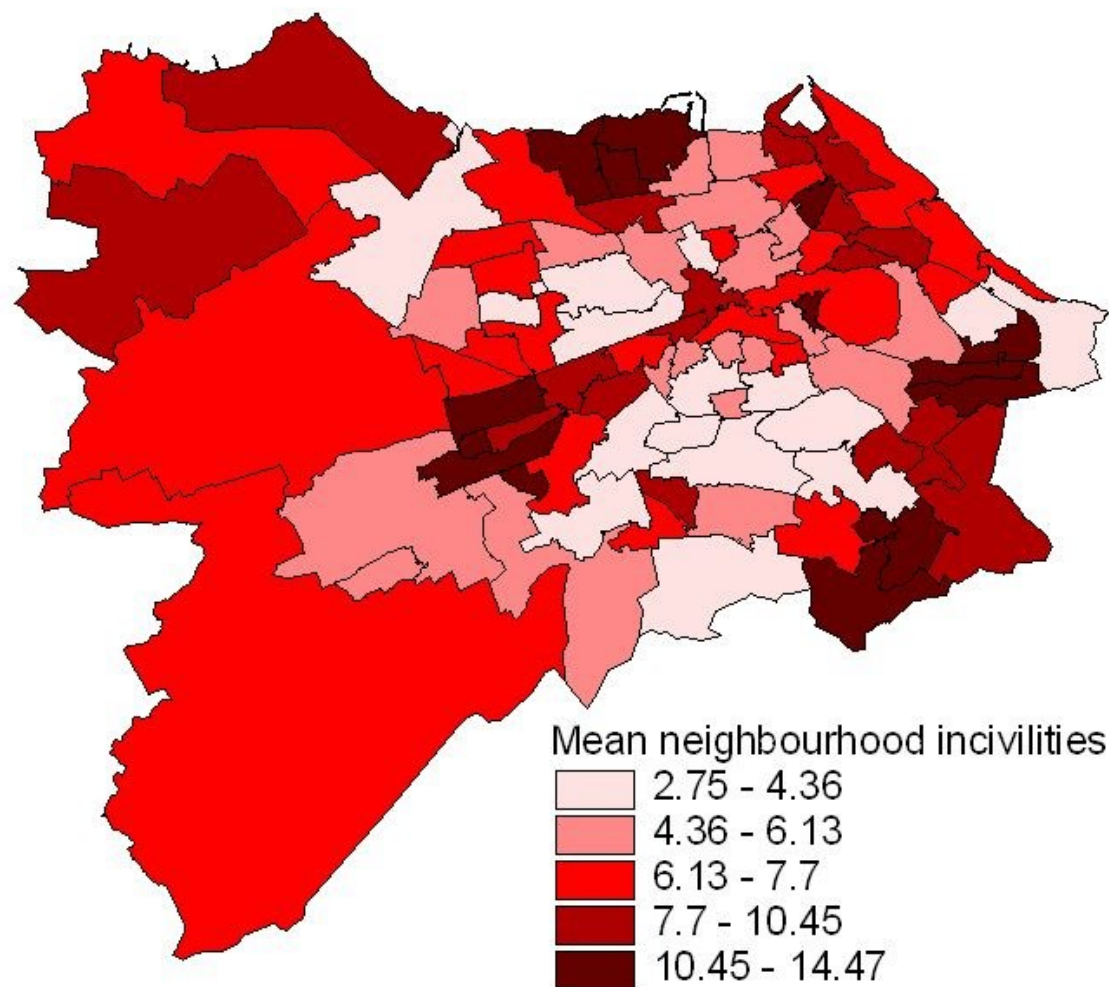 Mean neighbourhood incivilities
2.75 - 4.36
4.36 - 6.13
6.13 - 7.7
7.7 - 10.45
10.45 - 14.47